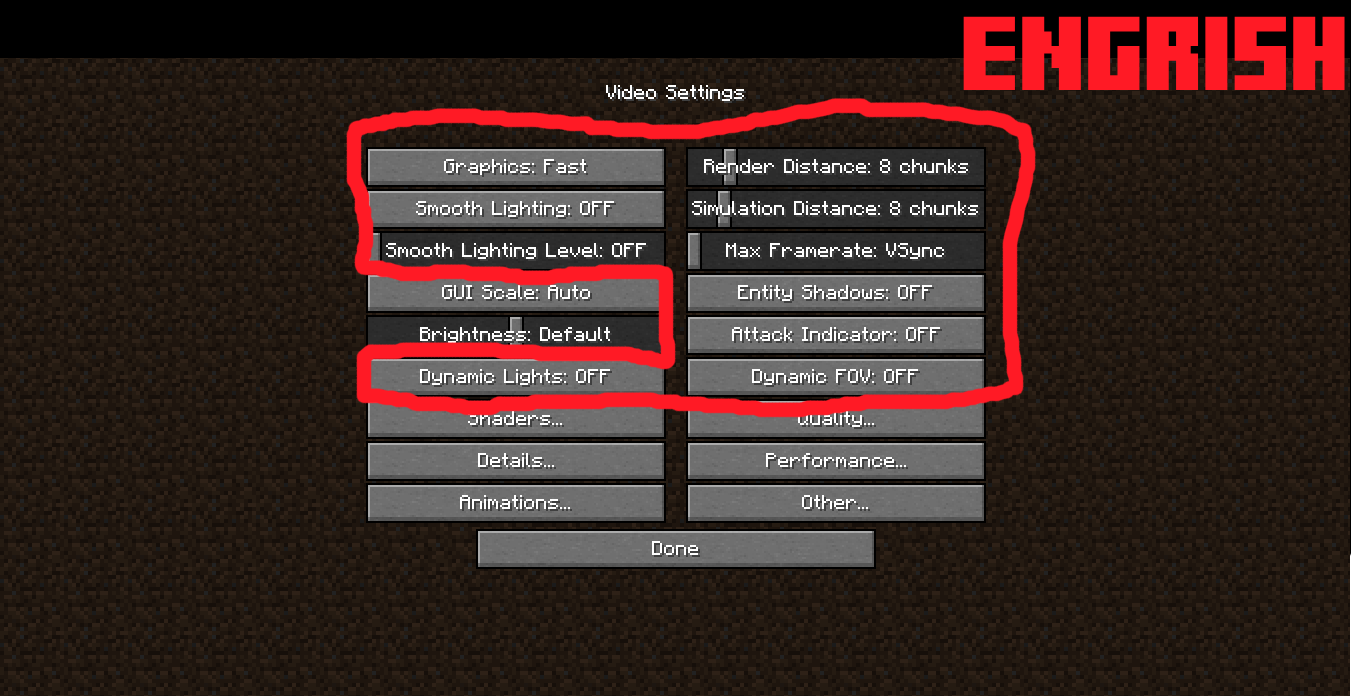 ENGRISH
Video Settings
Graphics: Fast
Render Distance: 8 chunks
Smooth Lighting: OFF
Simulation Distance: 8 chunks
Smooth Lighting Level: OFF
Max Framerate: VSync
GUI Scale: Auto
Entity Shadows: OFF
Brightness: Default
Attack Indicator: OFF
Dynamic Lights: OFF
Dynamic FOV: OFF
Shaders...
Quality...
Details...
Performance...
Animations...
Other...
Done